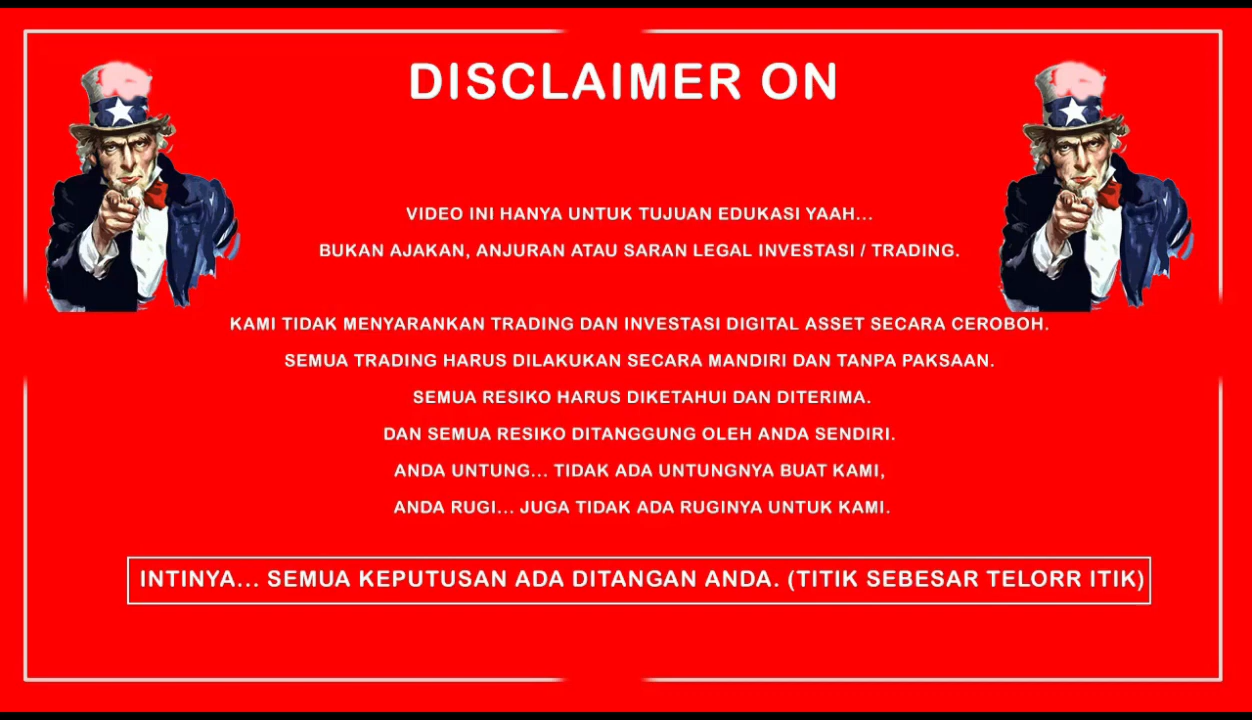 DISCLAIMER ON
VIDEO INI HANYA UNTUK TUJUAN EDUKASI YAAH...
BUKAN AJAKAN, ANJURAN ATAU SARAN LEGAL INVESTASI / TRADING.
KAMI TIDAK MENYARANKAN TRADING DAN INVESTASI DIGITAL ASSET SECARA CEROBOH.
SEMUA TRADING HARUS DILAKUKAN SECARA MANDIRI DAN TANPA PAKSAAN.
SEMUA RESIKO HARUS DIKETAHUI DAN DITERIMA.
DAN SEMUA RESIKO DITANGGUNG OLEH ANDA SENDIRI.
ANDA UNTUNG... TIDAK ADA UNTUNGNYA BUAT KAMI,
ANDA RUGI... JUGA TIDAK ADA RUGINYA UNTUK KAMI.
INTINYA... SEMUA KEPUTUSAN ADA DITANGAN ANDA. (TITIK SEBESAR TELORR ITIK)